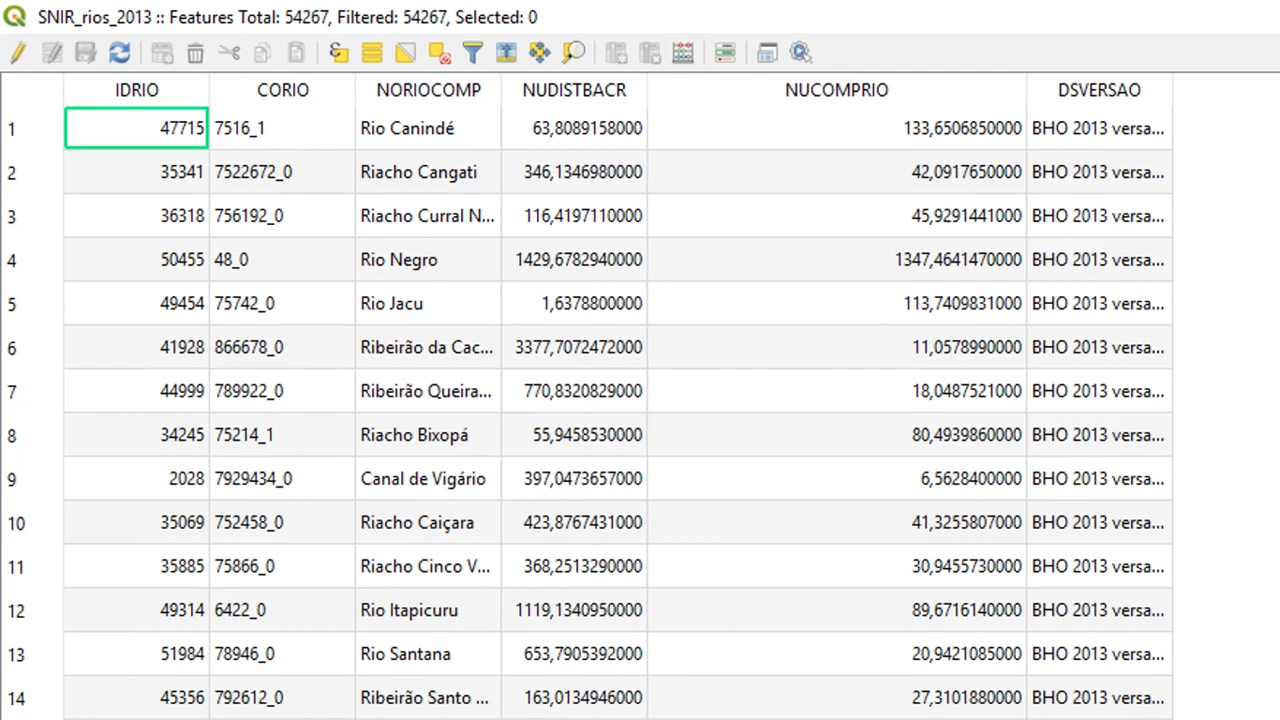 SNIR_rios_2013 :: Features Total: 54267, Filtered: 54267, Selected: 0
IDRIO CORIO NORIOCOMP NUDISTBACR NUCOMPRIO DSVERSAO
1 47715 7516_1 Rio Canindé 63,8089158000 133,6506850000 BHO 2013 versa...
2 35341 7522672_0 Riacho Cangati 346,1346980000 42,0917650000 BHO 2013 versa...
3 36318 756192_0 Riacho Curral N... 116,4197110000 45,9291441000 BHO 2013 versa...
4 50455 48_0 Rio Negro 1429,6782940000 1347,4641470000 BHO 2013 versa...
5 49454 75742_0 Rio Jacu 1,6378800000 113,7409831000 BHO 2013 versa...
6 41928 866678_0 Ribeirão da Cac... 3377,7072472000 11,0578990000 BHO 2013 versa...
7 44999 789922_0 Ribeirão Queira... 770,8320829000 18,0487521000 BHO 2013 versa...
8 34245 75214_1 Riacho Bixopá 55,9458530000 80,4939860000 BHO 2013 versa...
9 2028 7929434_0 Canal de Vigário 397,0473657000 6,5628400000 BHO 2013 versa...
10 35069 752458_0 Riacho Caiçara 423,8767431000 41,3255807000 BHO 2013 versa...
11 35885 75866_0 Riacho Cinco V... 368,2513290000 30,9455730000 BHO 2013 versa...
12 49314 6422_0 Rio Itapicuru 1119,1340950000 89,6716140000 BHO 2013 versa...
13 51984 78946_0 Rio Santana 653,7905392000 20,9421085000 BHO 2013 versa...
14 45356 792612_0 Ribeirão Santo ... 163,0134946000 27,3101880000 BHO 2013 versa...